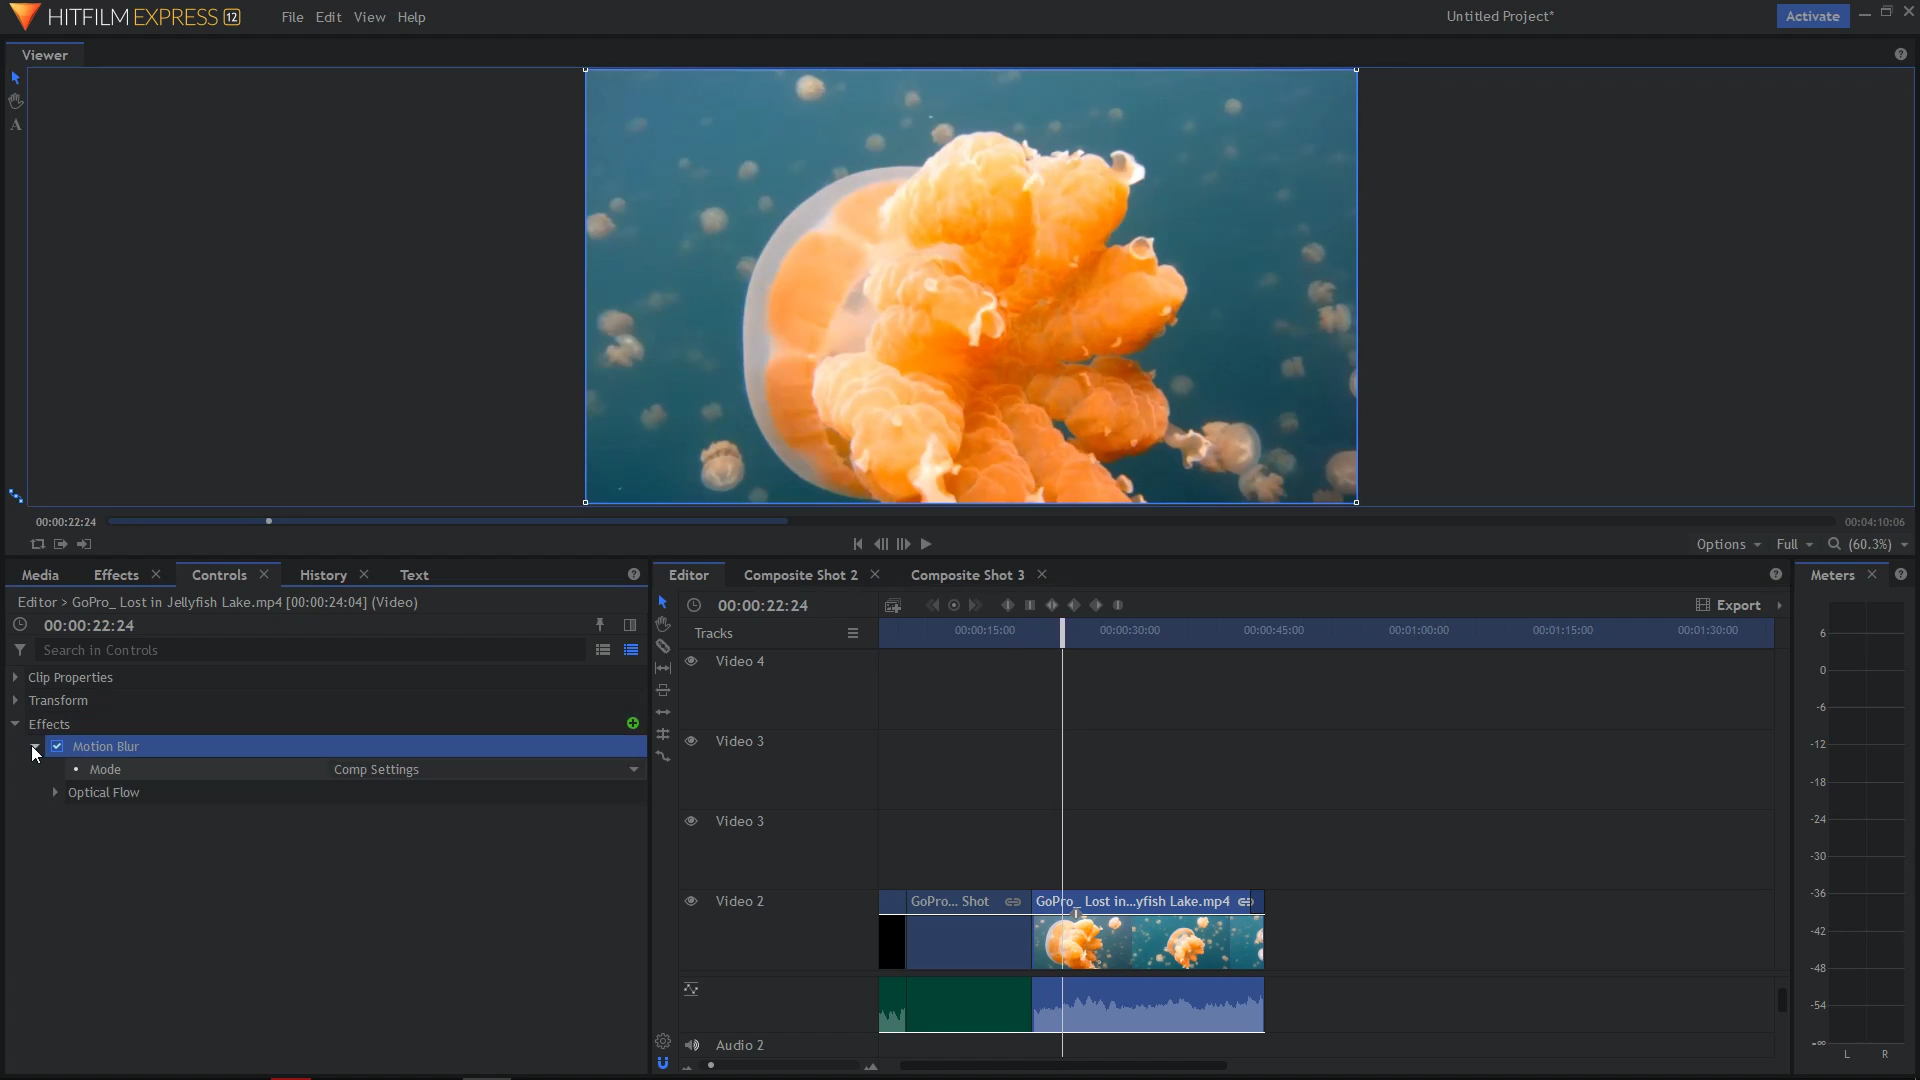 HITFILM EXPRESS 12
File Edit View Help
Untitled Project*
Activate
Viewer
A
00:00:22:24
00:04:10:06
Options
Full
(60.3%)
Media
Effects
Controls
History
Text
Editor > GoPro_ Lost in Jellyfish Lake.mp4 [00:00:24:04] (Video)
00:00:22:24
Search in Controls
Clip Properties
Transform
Effects
Motion Blur
Mode
Comp Settings
Optical Flow
Editor
Composite Shot 2
Composite Shot 3
00:00:22:24
Export
Tracks
00:00:15:00
00:00:30:00
00:00:45:00
00:01:00:00
00:01:15:00
00:01:30:00
Video 4
Video 3
Video 3
Video 2
GoPro... Shot
GoPro_ Lost in...yfish Lake.mp4
Audio 2
Meters
6
0
-6
-12
-18
-24
-30
-36
-42
-48
-54
-∞
L R